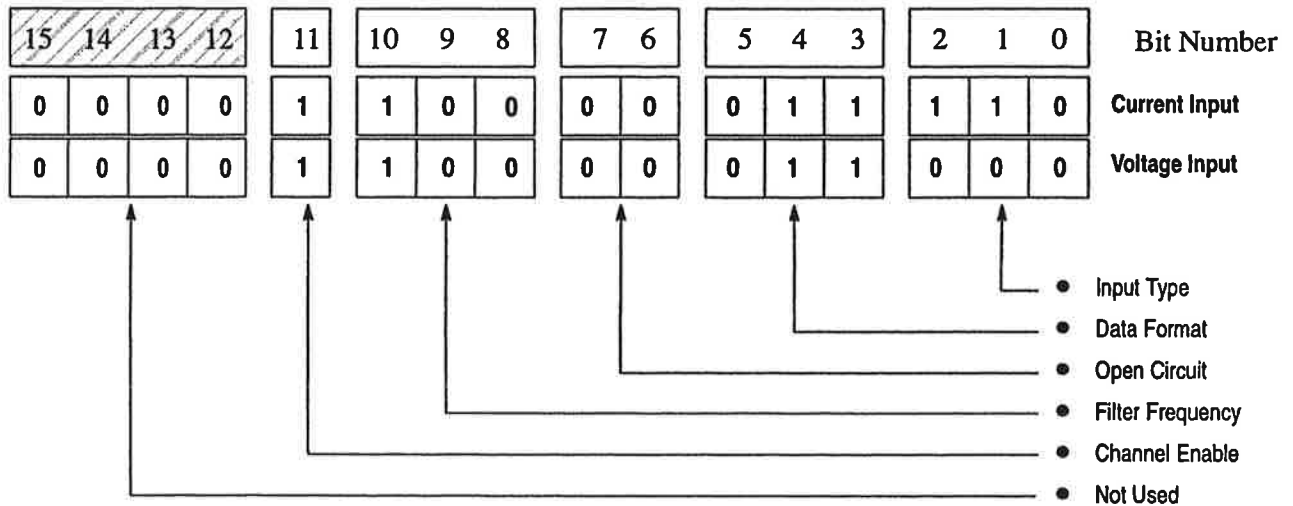 15 14 13 12 11 10 9 8 7 6 5 4 3 2 1 0 Bit Number
0 0 0 0 1 1 0 0 0 0 0 1 1 1 1 0 Current Input
0 0 0 0 1 1 0 0 0 0 0 1 1 0 0 0 Voltage Input
● Input Type
● Data Format
● Open Circuit
● Filter Frequency
● Channel Enable
● Not Used